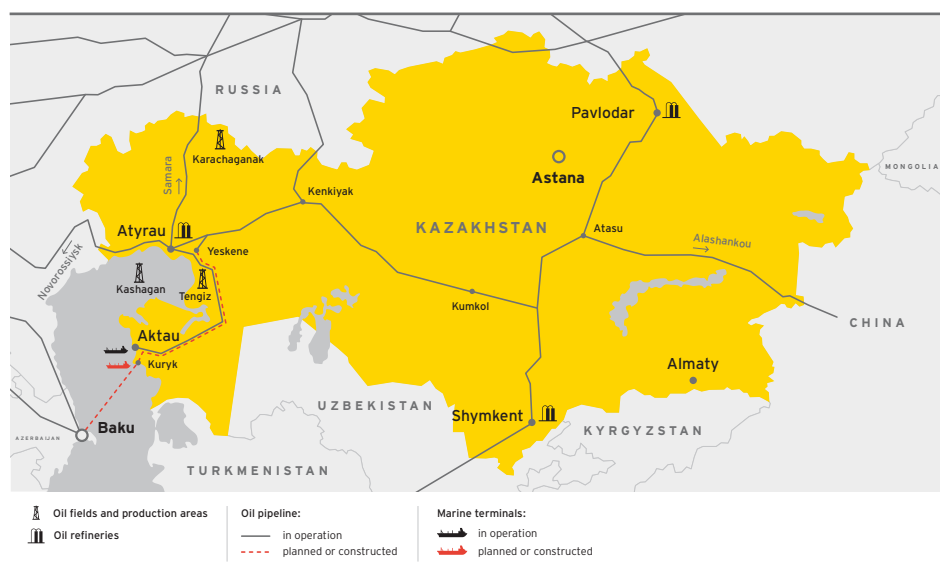 RUSSIA
Pavlodar
Karachaganak
MONGOLIA
Samara
Astana
Kenkiyak
KAZAKHSTAN
Atyrau
Atasu
Yeskene
Alashankou
Novorossiysk
Kashagan
Tengiz
Kumkol
CHINA
Aktau
Kuryk
Almaty
UZBEKISTAN
Shymkent
Baku
KYRGYZSTAN
AZERBAIJAN
TURKMENISTAN
Oil fields and production areas
Oil refineries
Oil pipeline:
in operation
planned or constructed
Marine terminals:
in operation
planned or constructed